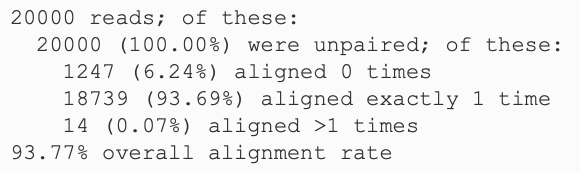 20000 reads; of these:
  20000 (100.00%) were unpaired; of these:
    1247 (6.24%) aligned 0 times
    18739 (93.69%) aligned exactly 1 time
    14 (0.07%) aligned >1 times
93.77% overall alignment rate